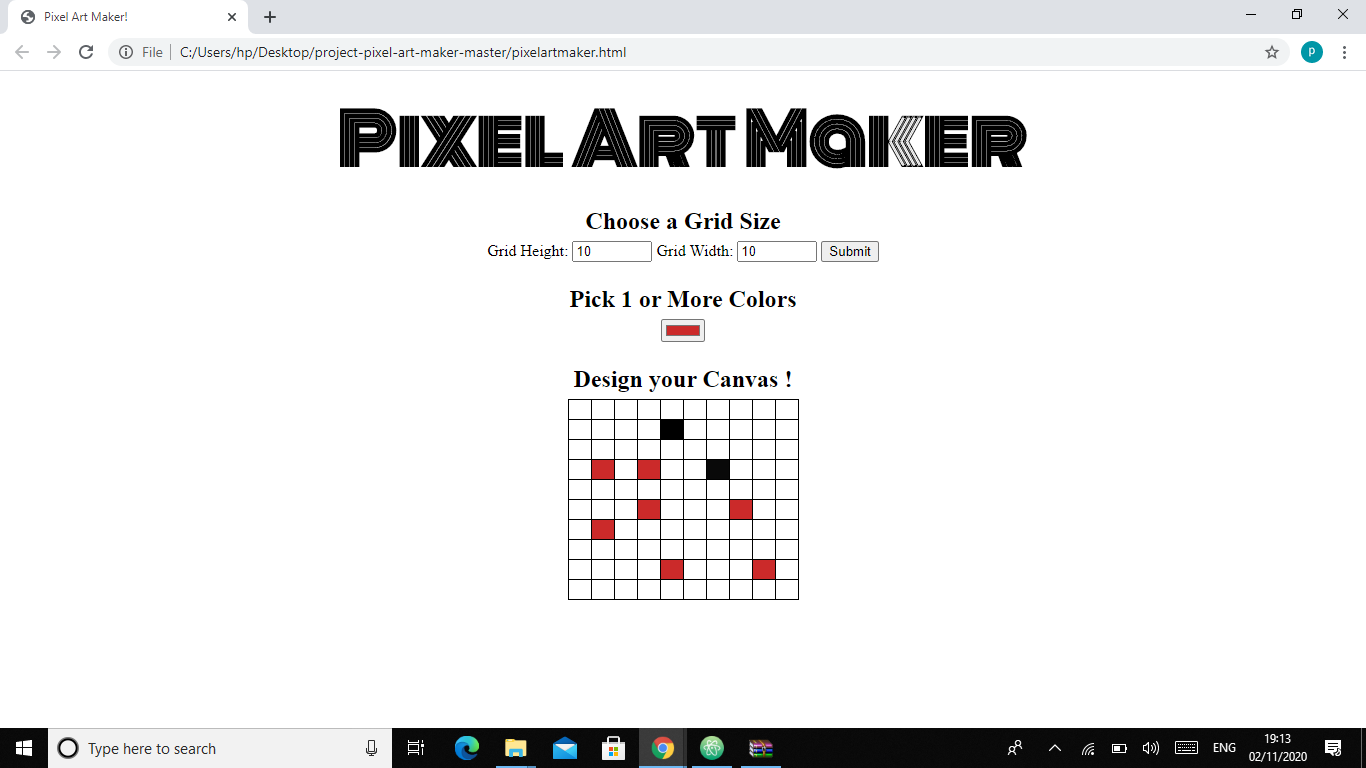 Pixel Art Maker!
File
C:/Users/hp/Desktop/project-pixel-art-maker-master/pixelartmaker.html
P
Pixel Art Maker
Choose a Grid Size
Grid Height: 10 Grid Width: 10 Submit
Pick 1 or More Colors
Design your Canvas !
Type here to search
ENG
19:13
02/11/2020